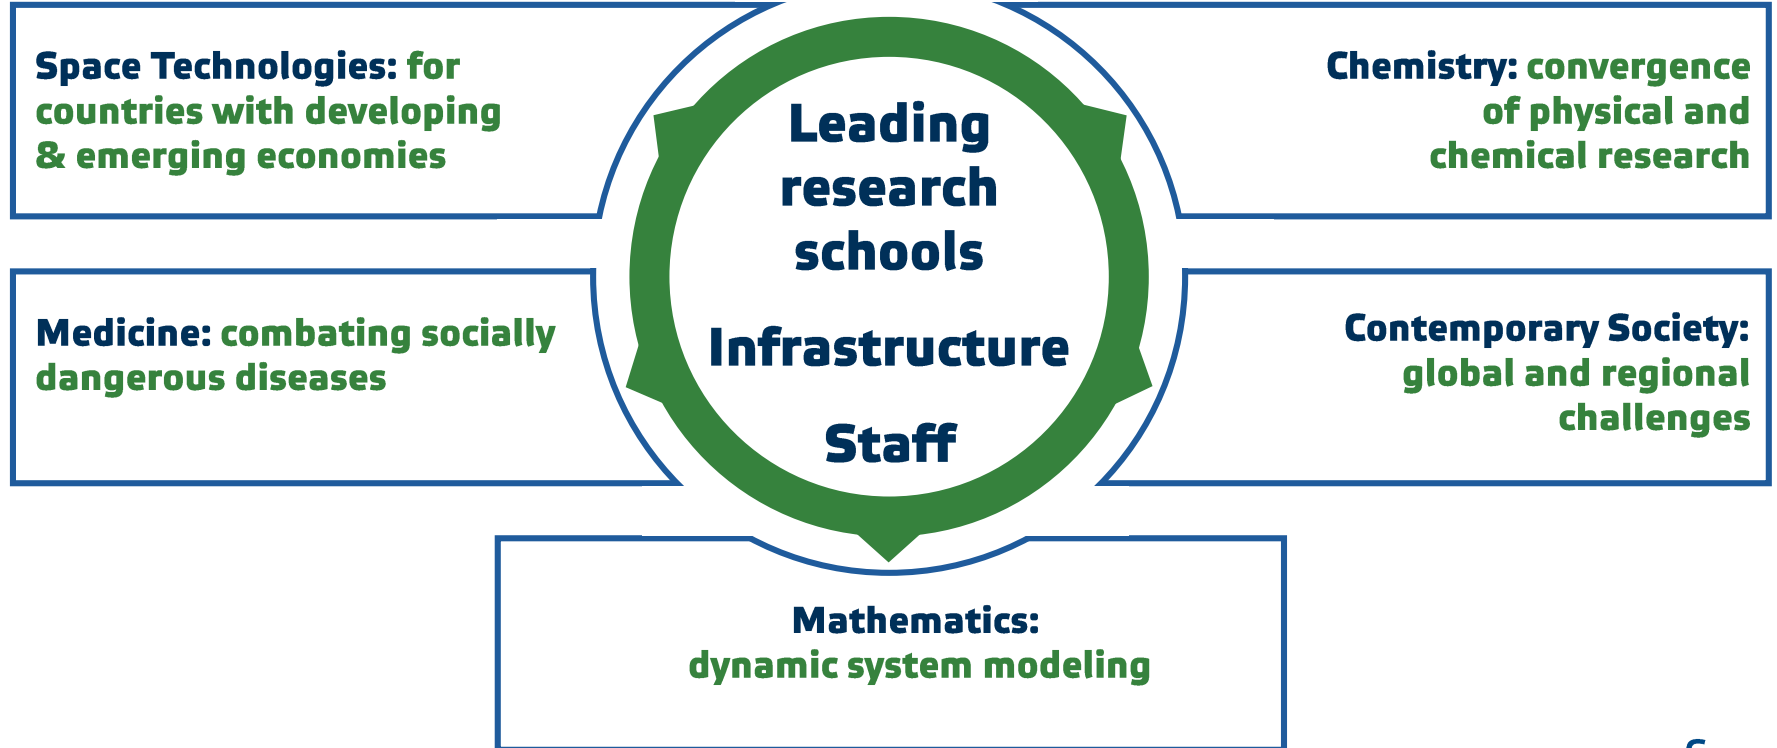 Space Technologies: for
countries with developing
& emerging economies
Chemistry: convergence
of physical and
chemical research
Leading
research
schools
Infrastructure
Staff
Medicine: combating socially
dangerous diseases
Contemporary Society:
global and regional
challenges
Mathematics:
dynamic system modeling